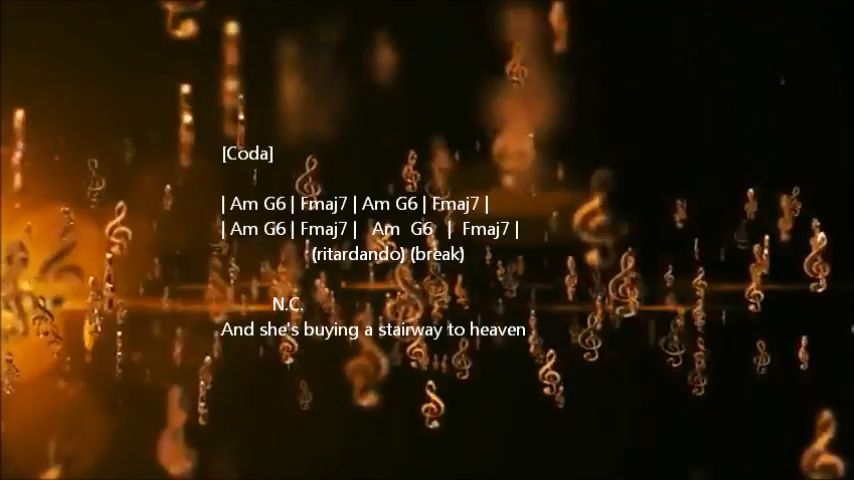 [Coda]
| Am G6 | Fmaj7 | Am G6 | Fmaj7 |
| Am G6 | Fmaj7 | Am G6 | Fmaj7 |
(ritardando) (break)
N.C.
And she's buying a stairway to heaven